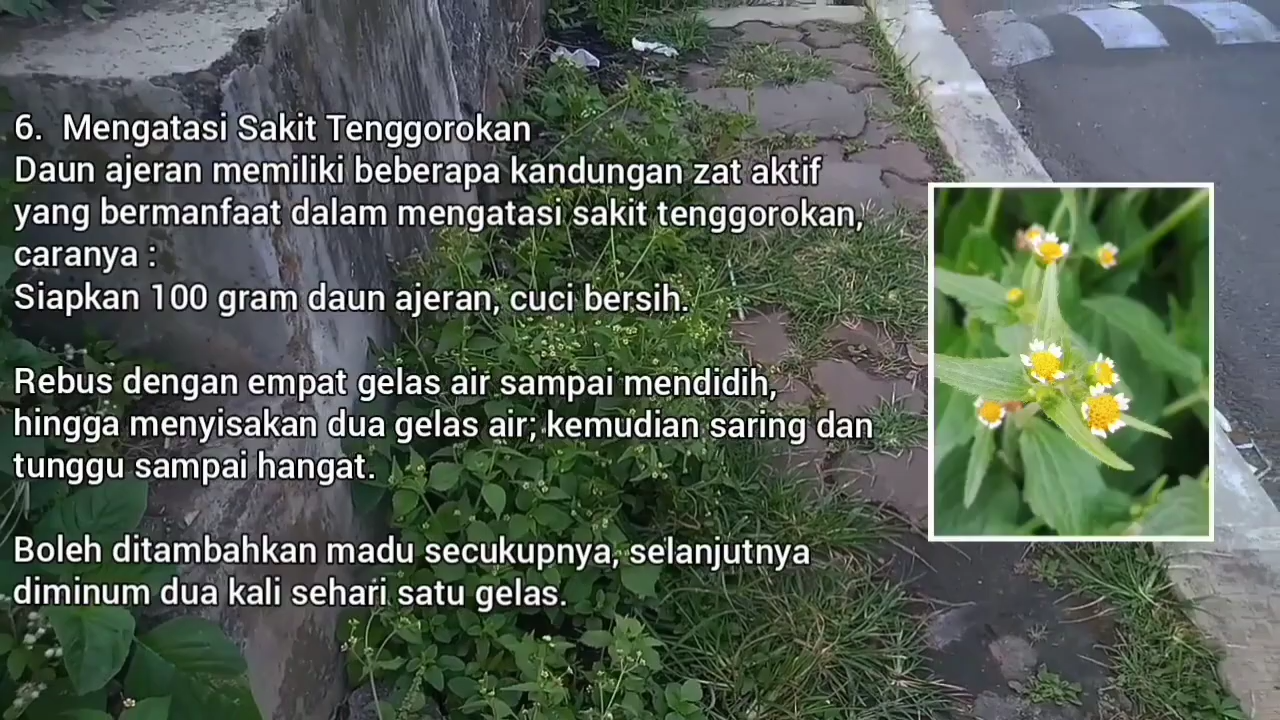 6. Mengatasi Sakit Tenggorokan
Daun ajeran memiliki beberapa kandungan zat aktif
yang bermanfaat dalam mengatasi sakit tenggorokan,
caranya :
Siapkan 100 gram daun ajeran, cuci bersih.
Rebus dengan empat gelas air sampai mendidih,
hingga menyisakan dua gelas air; kemudian saring dan
tunggu sampai hangat.
Boleh ditambahkan madu secukupnya, selanjutnya
diminum dua kali sehari satu gelas.